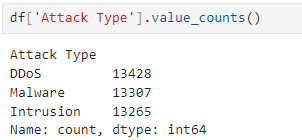 df['Attack Type'].value_counts()
Attack Type
DDoS         13428
Malware      13307
Intrusion    13265
Name: count, dtype: int64